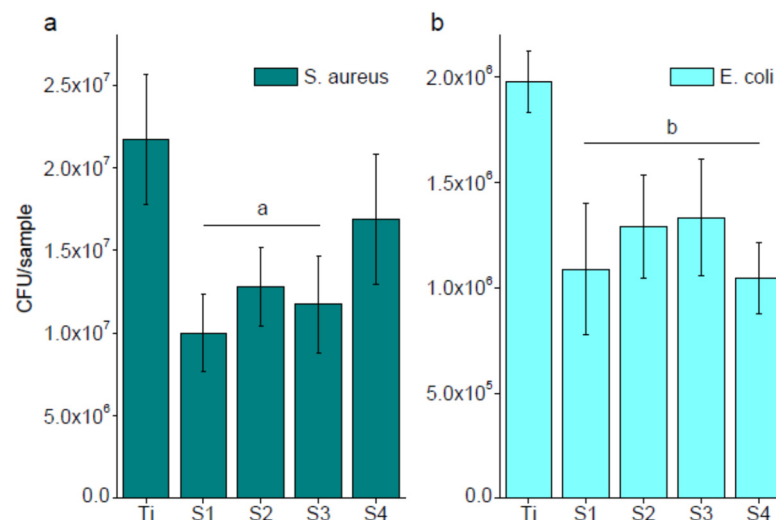 a
S. aureus
2.5x10⁷
2.0x10⁷
1.5x10⁷
1.0x10⁷
5.0x10⁶
0.0
CFU/sample
a
Ti
S1
S2
S3
S4
b
E. coli
2.0x10⁶
1.5x10⁶
1.0x10⁶
5.0x10⁵
0.0
b
Ti
S1
S2
S3
S4